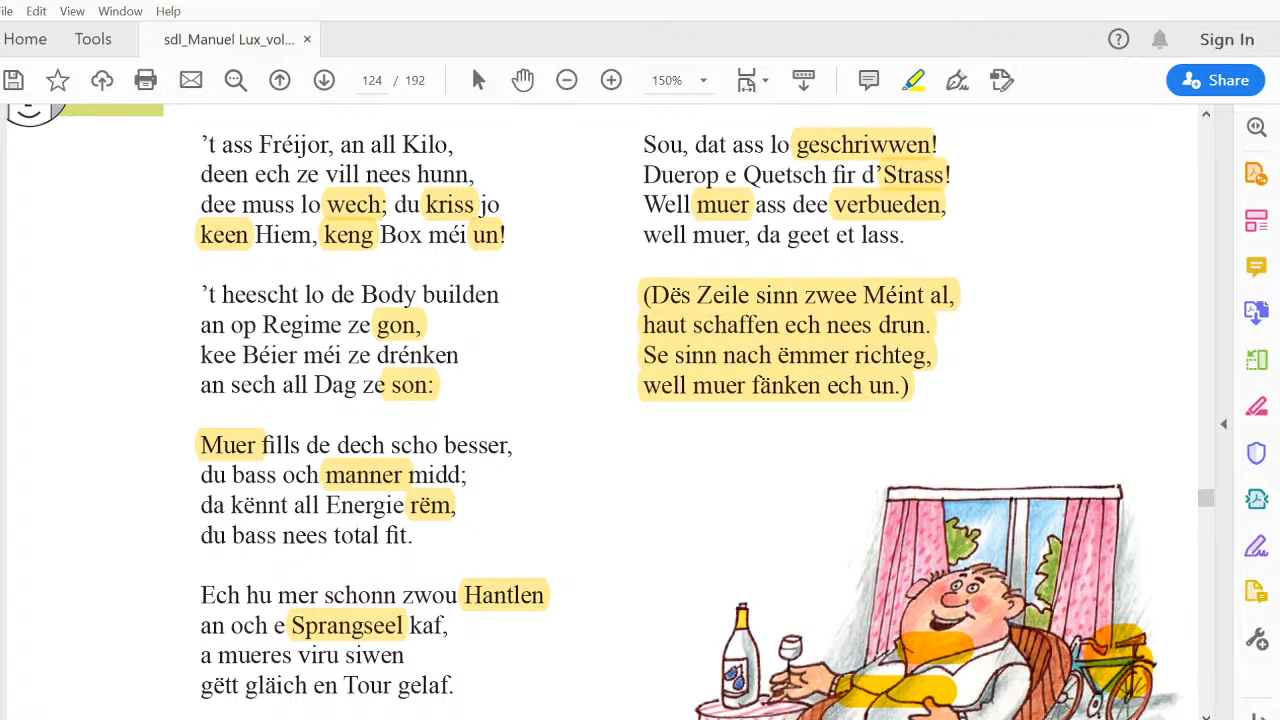 File Edit View Window Help
Home Tools sdl_Manuel Lux_vol... × Sign In
124 / 192 150% Share
’t ass Fréijor, an all Kilo,
deen ech ze vill nees hunn,
dee muss lo wech; du kriss jo
keen Hiem, keng Box méi un!
’t heescht lo de Body builden
an op Regime ze gon,
kee Béier méi ze drénken
an sech all Dag ze son:
Muer fills de dech scho besser,
du bass och manner midd;
da kënnt all Energie rëm,
du bass nees total fit.
Ech hu mer schonn zwou Hantlen
an och e Sprangseel kaf,
a mueres viru siwen
gëtt gläich en Tour gelaf.
Sou, dat ass lo geschriwwen!
Duerop e Quetsch fir d’Strass!
Well muer ass dee verbueden,
well muer, da geet et lass.
(Dës Zeile sinn zwee Méint al,
haut schaffen ech nees drun.
Se sinn nach ëmmer richteg,
well muer fänken ech un.)